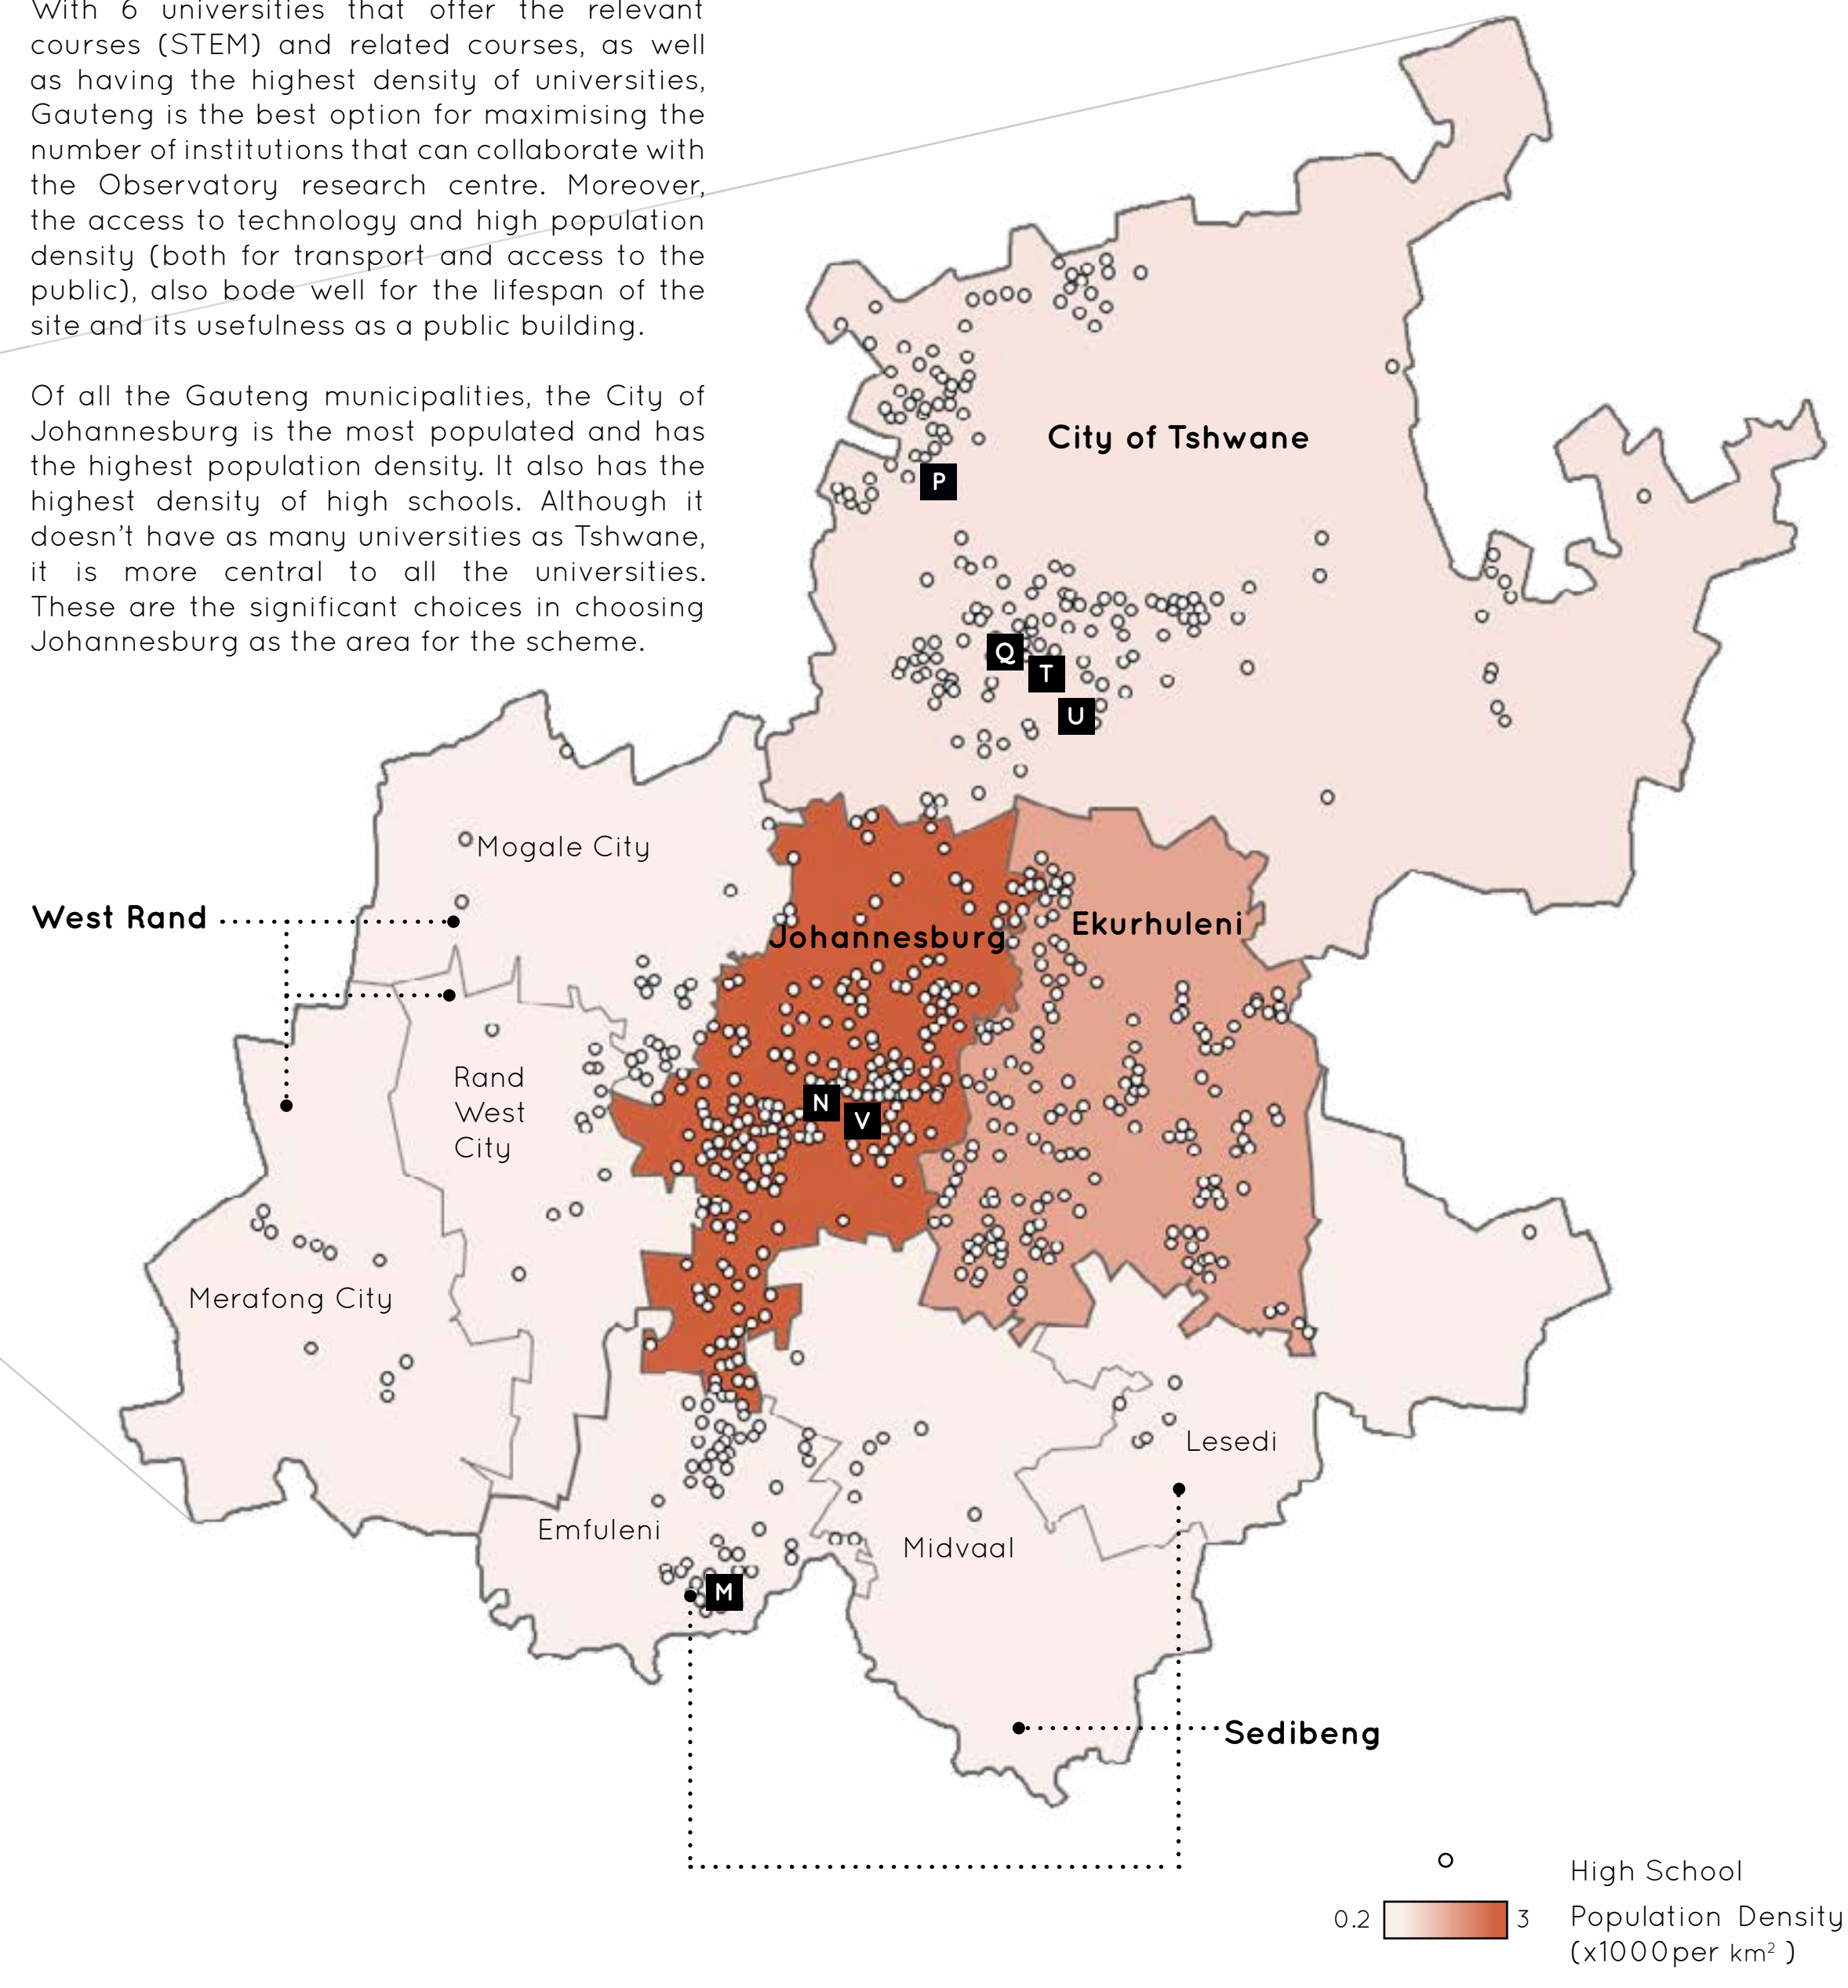 With 6 universities that offer the relevant
courses (STEM) and related courses, as well
as having the highest density of universities,
Gauteng is the best option for maximising the
number of institutions that can collaborate with
the Observatory research centre. Moreover,
the access to technology and high population
density (both for transport and access to the
public), also bode well for the lifespan of the
site and its usefulness as a public building.
Of all the Gauteng municipalities, the City of
Johannesburg is the most populated and has
the highest population density. It also has the
highest density of high schools. Although it
doesn't have as many universities as Tshwane,
it is more central to all the universities.
These are the significant choices in choosing
Johannesburg as the area for the scheme.
City of Tshwane
P
Q
T
U
Mogale City
West Rand
Johannesburg
Ekurhuleni
Rand
West
City
N
V
Merafong City
Lesedi
Emfuleni
Midvaal
M
Sedibeng
High School
0.2
3
Population Density
(x1000per km²)